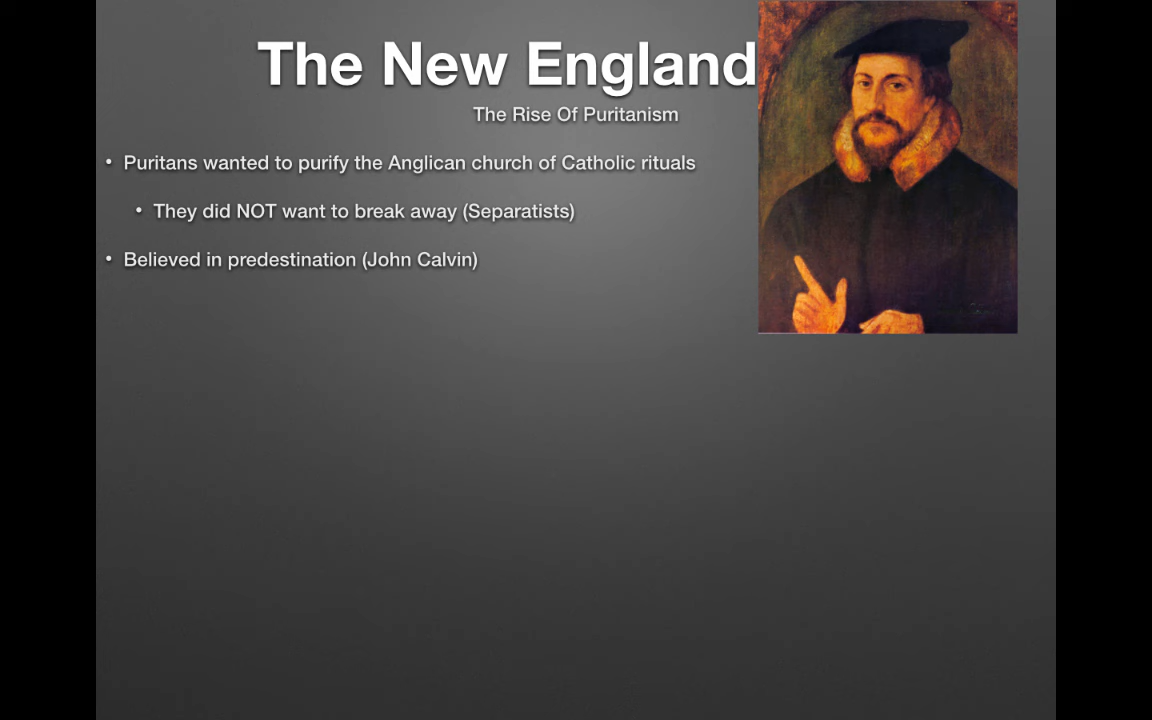 The New England
The Rise Of Puritanism
• Puritans wanted to purify the Anglican church of Catholic rituals
• They did NOT want to break away (Separatists)
• Believed in predestination (John Calvin)